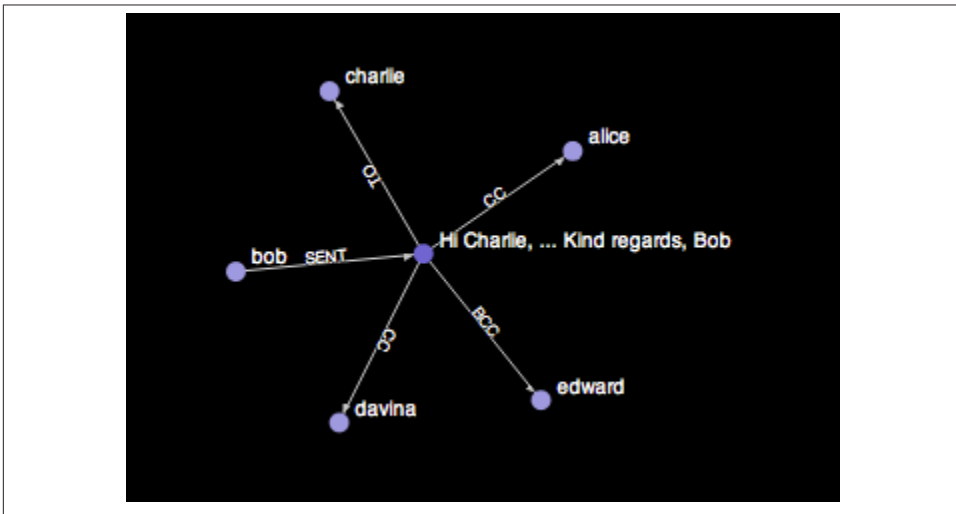 charlie
alice
TO
CC
Hi Charlie, ... Kind regards, Bob
bob
SENT
BCC
CC
edward
davina